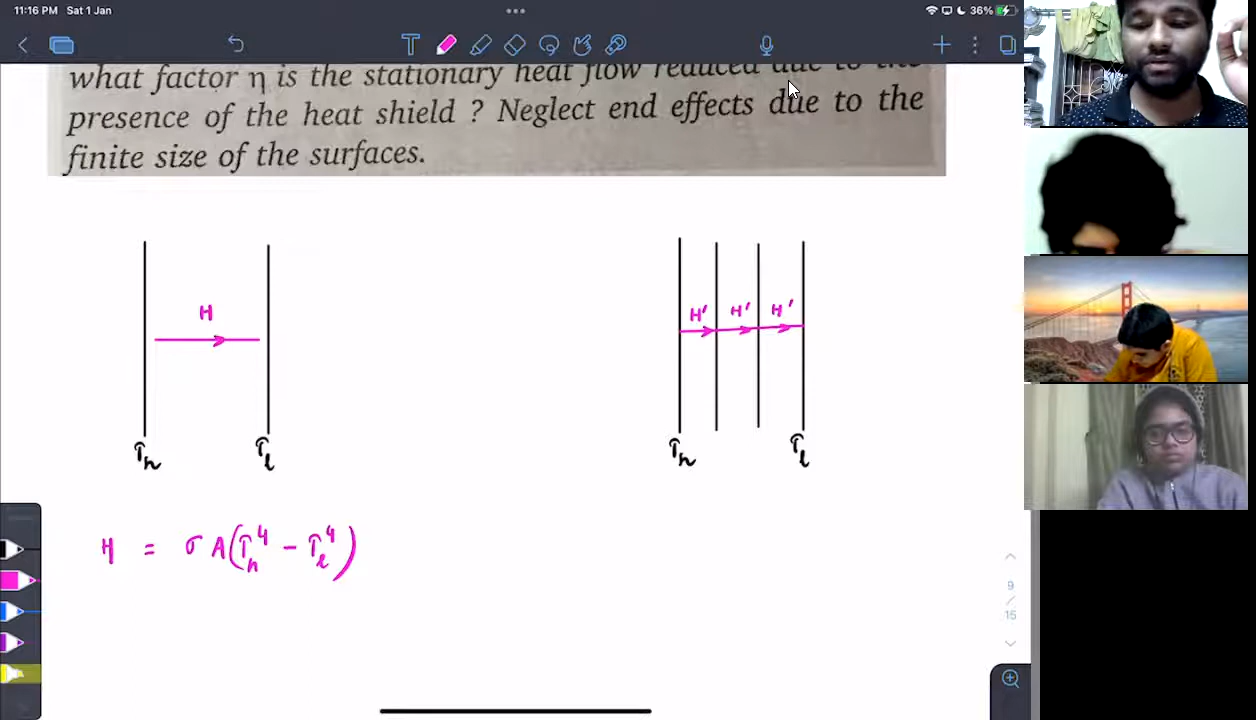 11:16 PM Sat 1 Jan
36%
what factor η is the stationary heat flow reduced due to the
presence of the heat shield ? Neglect end effects due to the
finite size of the surfaces.
H
H' H' H'
Th Tl
Th Tl
H = σ A(Th⁴ − Tl⁴)
9
/
15